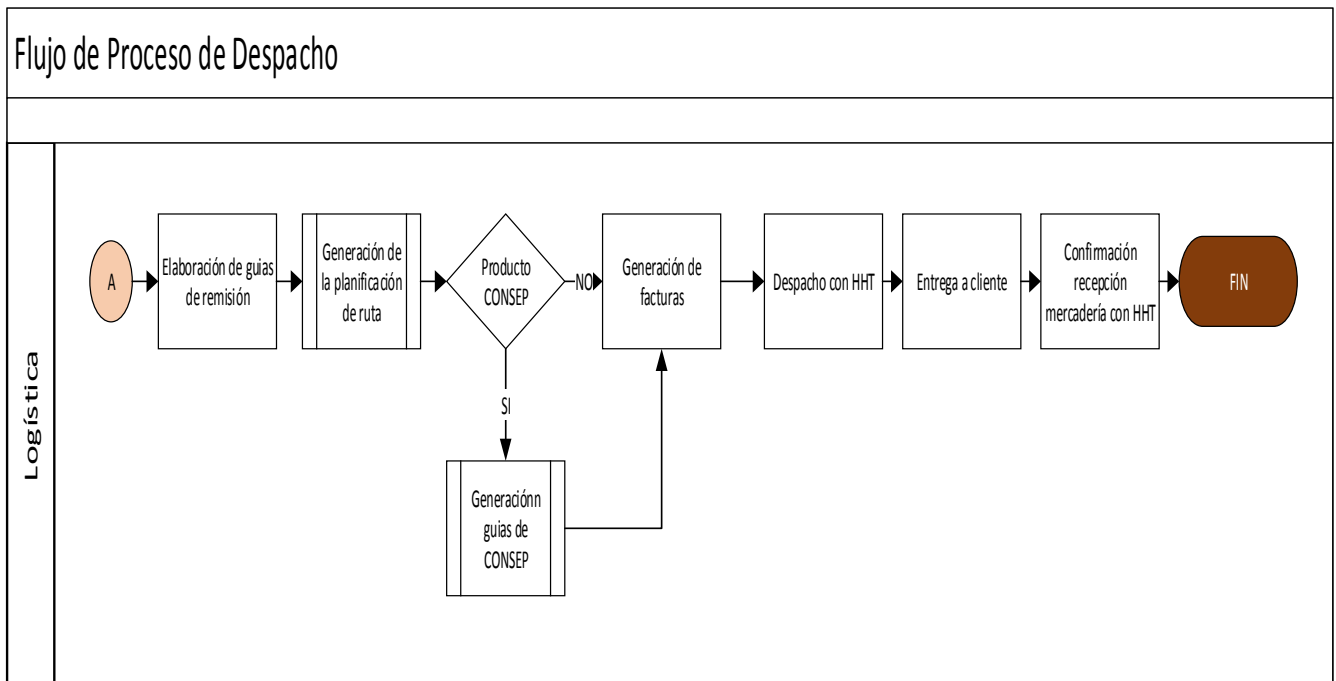 Flujo de Proceso de Despacho
Logística
A
Elaboración de guias
de remisión
Generación de
la planificación
de ruta
Producto
CONSEP
NO
Generación de
facturas
Despacho con HHT
Entrega a cliente
Confirmación
recepción
mercadería con HHT
FIN
SI
Generaciónn
guias de
CONSEP